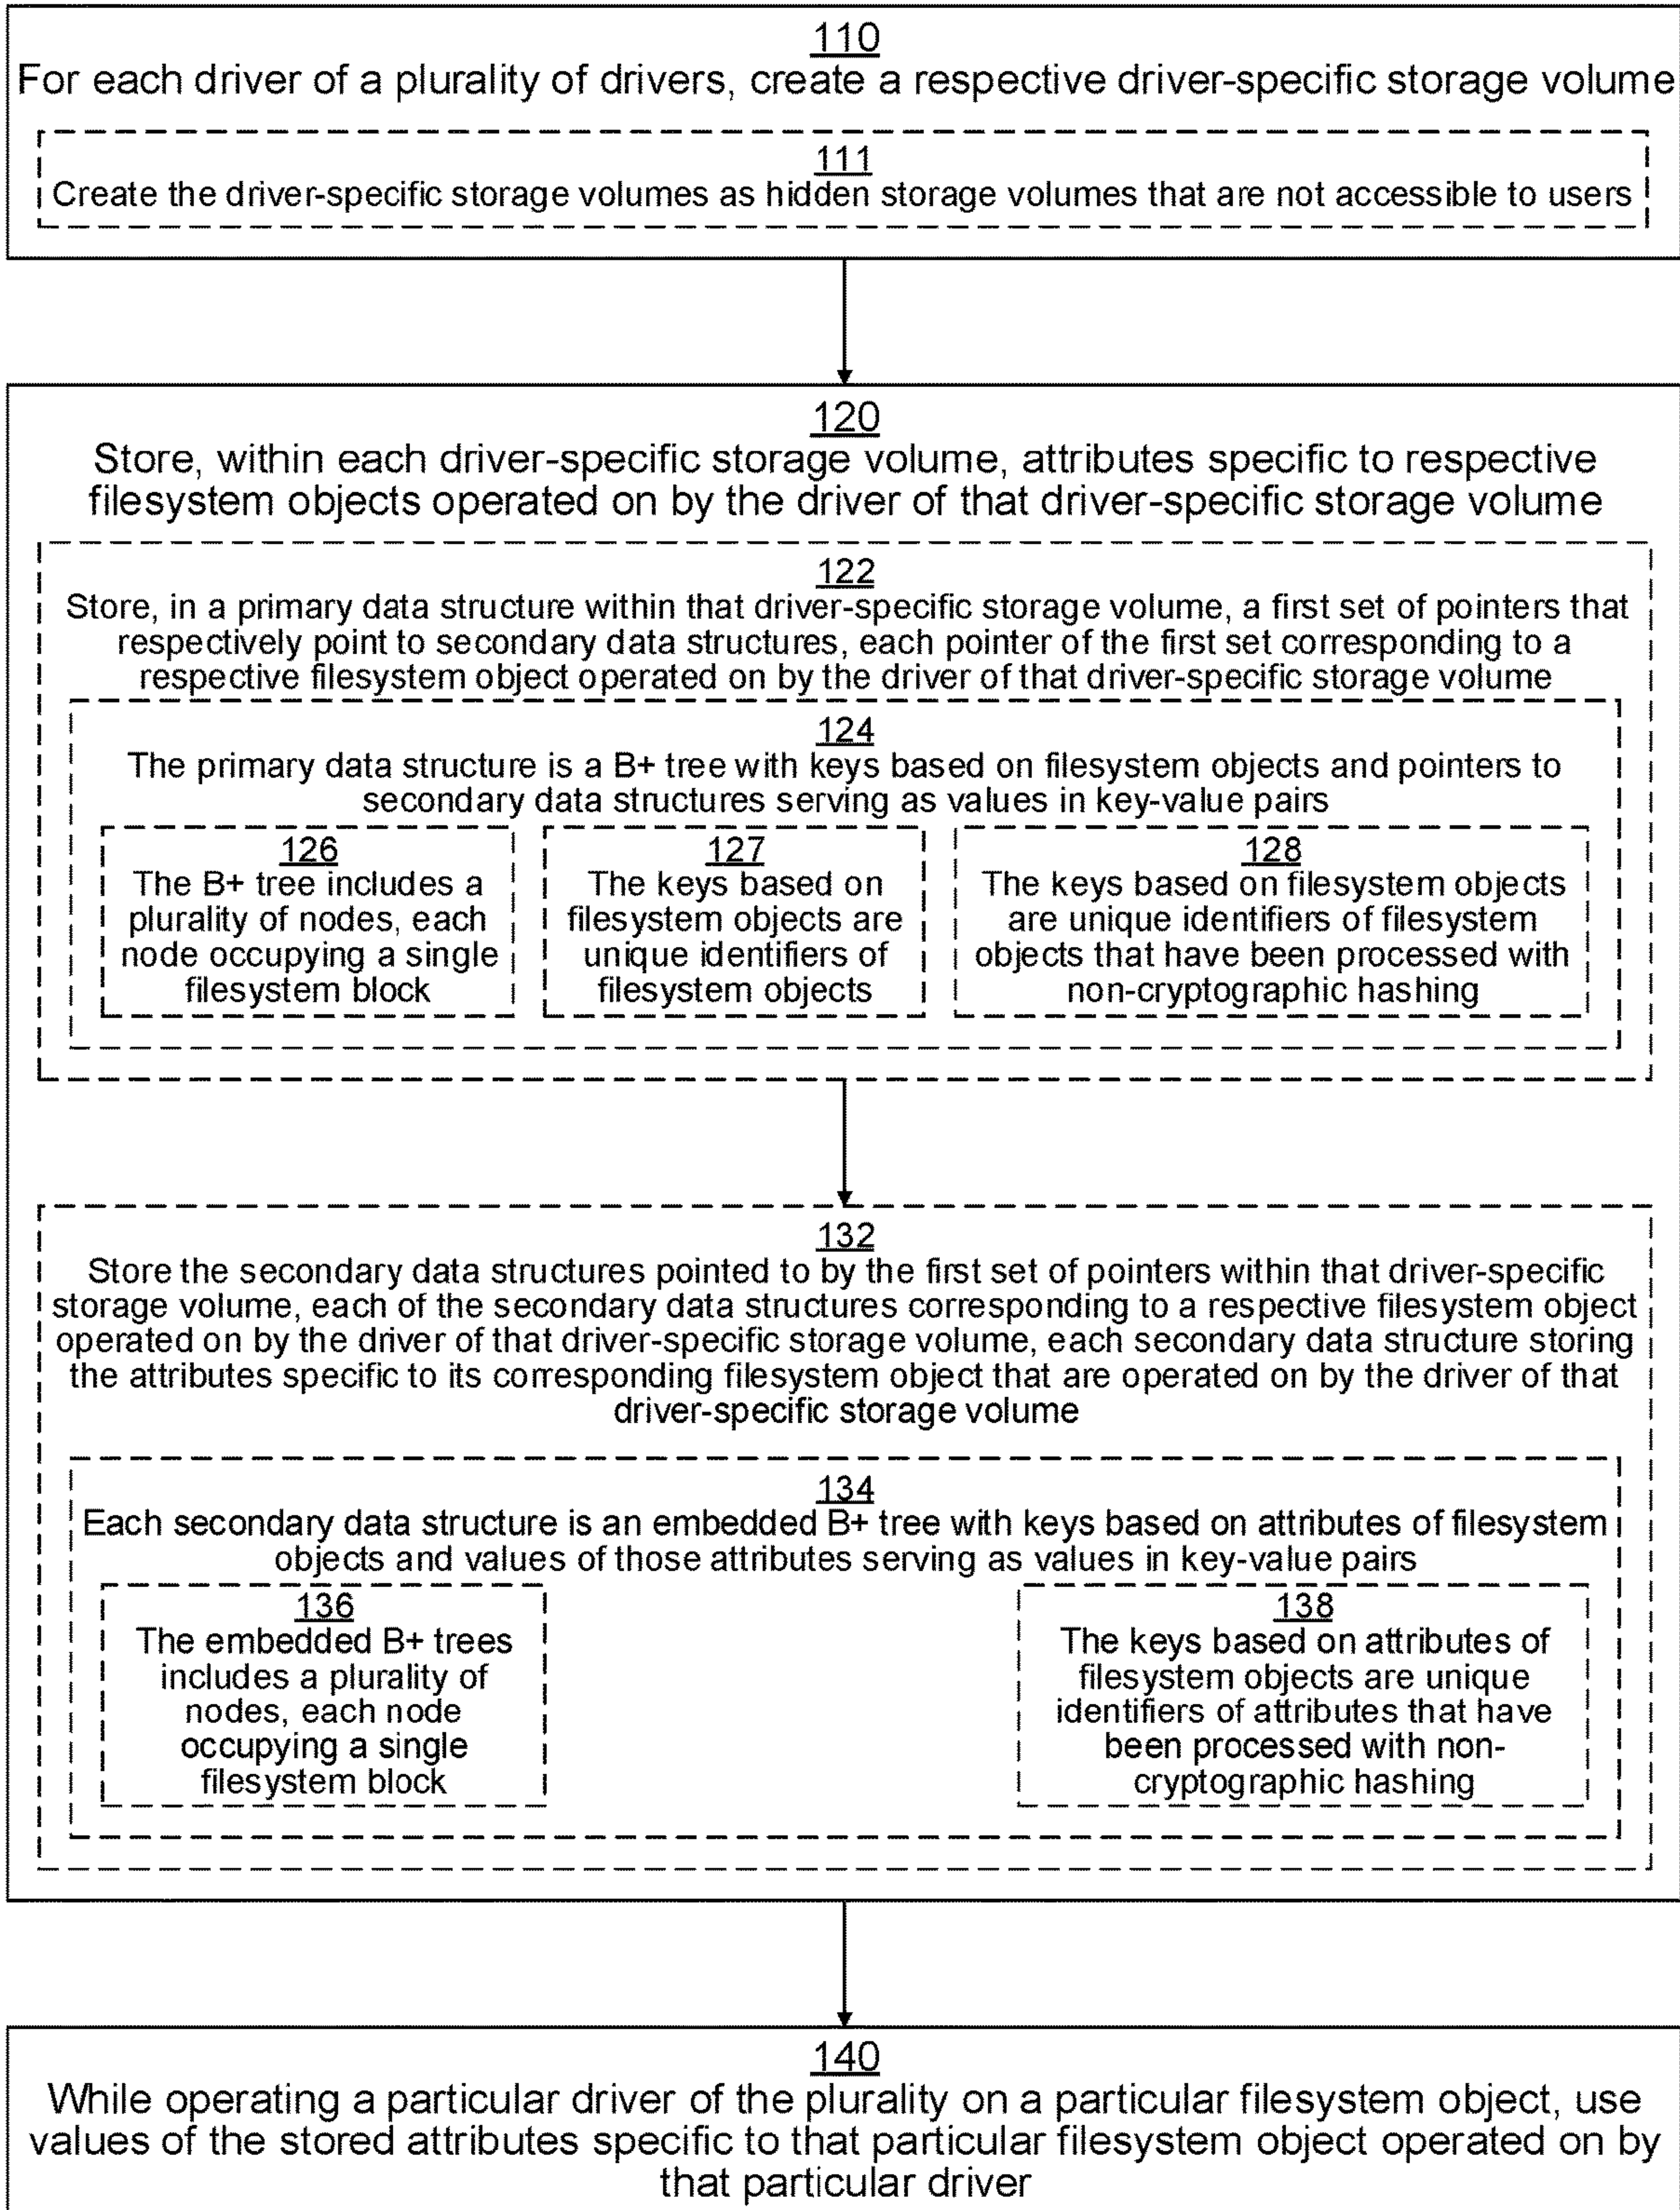 110
For each driver of a plurality of drivers, create a respective driver-specific storage volume
111
Create the driver-specific storage volumes as hidden storage volumes that are not accessible to users
120
Store, within each driver-specific storage volume, attributes specific to respective
filesystem objects operated on by the driver of that driver-specific storage volume
122
Store, in a primary data structure within that driver-specific storage volume, a first set of pointers that
respectively point to secondary data structures, each pointer of the first set corresponding to a
respective filesystem object operated on by the driver of that driver-specific storage volume
124
The primary data structure is a B+ tree with keys based on filesystem objects and pointers to
secondary data structures serving as values in key-value pairs
126
The B+ tree includes a
plurality of nodes, each
node occupying a single
filesystem block
127
The keys based on
filesystem objects are
unique identifiers of
filesystem objects
128
The keys based on filesystem objects
are unique identifiers of filesystem
objects that have been processed with
non-cryptographic hashing
132
Store the secondary data structures pointed to by the first set of pointers within that driver-specific
storage volume, each of the secondary data structures corresponding to a respective filesystem object
operated on by the driver of that driver-specific storage volume, each secondary data structure storing
the attributes specific to its corresponding filesystem object that are operated on by the driver of that
driver-specific storage volume
134
Each secondary data structure is an embedded B+ tree with keys based on attributes of filesystem
objects and values of those attributes serving as values in key-value pairs
136
The embedded B+ trees
includes a plurality of
nodes, each node
occupying a single
filesystem block
138
The keys based on attributes of
filesystem objects are unique
identifiers of attributes that have
been processed with non-
cryptographic hashing
140
While operating a particular driver of the plurality on a particular filesystem object, use
values of the stored attributes specific to that particular filesystem object operated on by
that particular driver